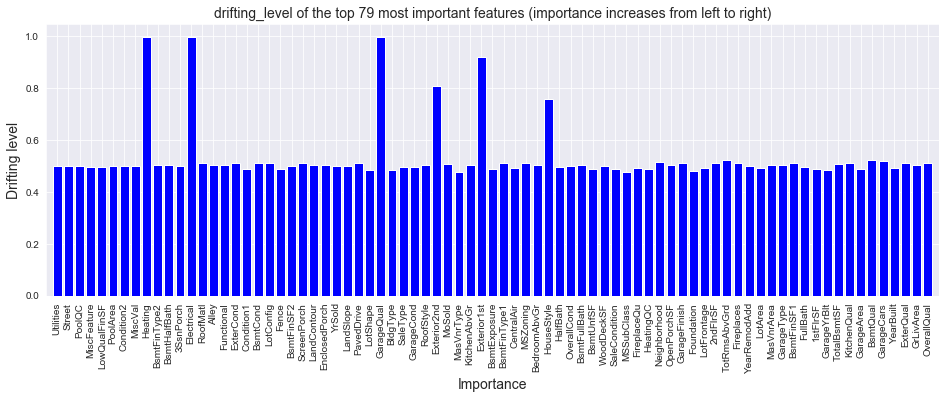 drifting_level of the top 79 most important features (importance increases from left to right)
Drifting level
1.0
0.8
0.6
0.4
0.2
0.0
Utilities
Street
PoolQC
MiscFeature
LowQualFinSF
PoolArea
Condition2
MiscVal
Heating
BsmtFinType2
BsmtHalfBath
3SsnPorch
Electrical
RoofMatl
Alley
Functional
ExterCond
Condition1
BsmtCond
LotConfig
Fence
BsmtFinSF2
ScreenPorch
LandContour
EnclosedPorch
YrSold
LandSlope
PavedDrive
LotShape
GarageQual
BldgType
SaleType
GarageCond
RoofStyle
Exterior2nd
MoSold
MasVnrType
KitchenAbvGr
Exterior1st
BsmtExposure
BsmtFinType1
CentralAir
MSZoning
BedroomAbvGr
HouseStyle
HalfBath
OverallCond
BsmtFullBath
BsmtUnfSF
WoodDeckSF
SaleCondition
MSSubClass
FireplaceQu
HeatingQC
Neighborhood
OpenPorchSF
GarageFinish
Foundation
LotFrontage
2ndFlrSF
TotRmsAbvGrd
Fireplaces
YearRemodAdd
LotArea
MasVnrArea
GarageType
BsmtFinSF1
FullBath
1stFlrSF
GarageYrBlt
TotalBsmtSF
KitchenQual
GarageArea
BsmtQual
GarageCars
YearBuilt
ExterQual
GrLivArea
OverallQual
Importance